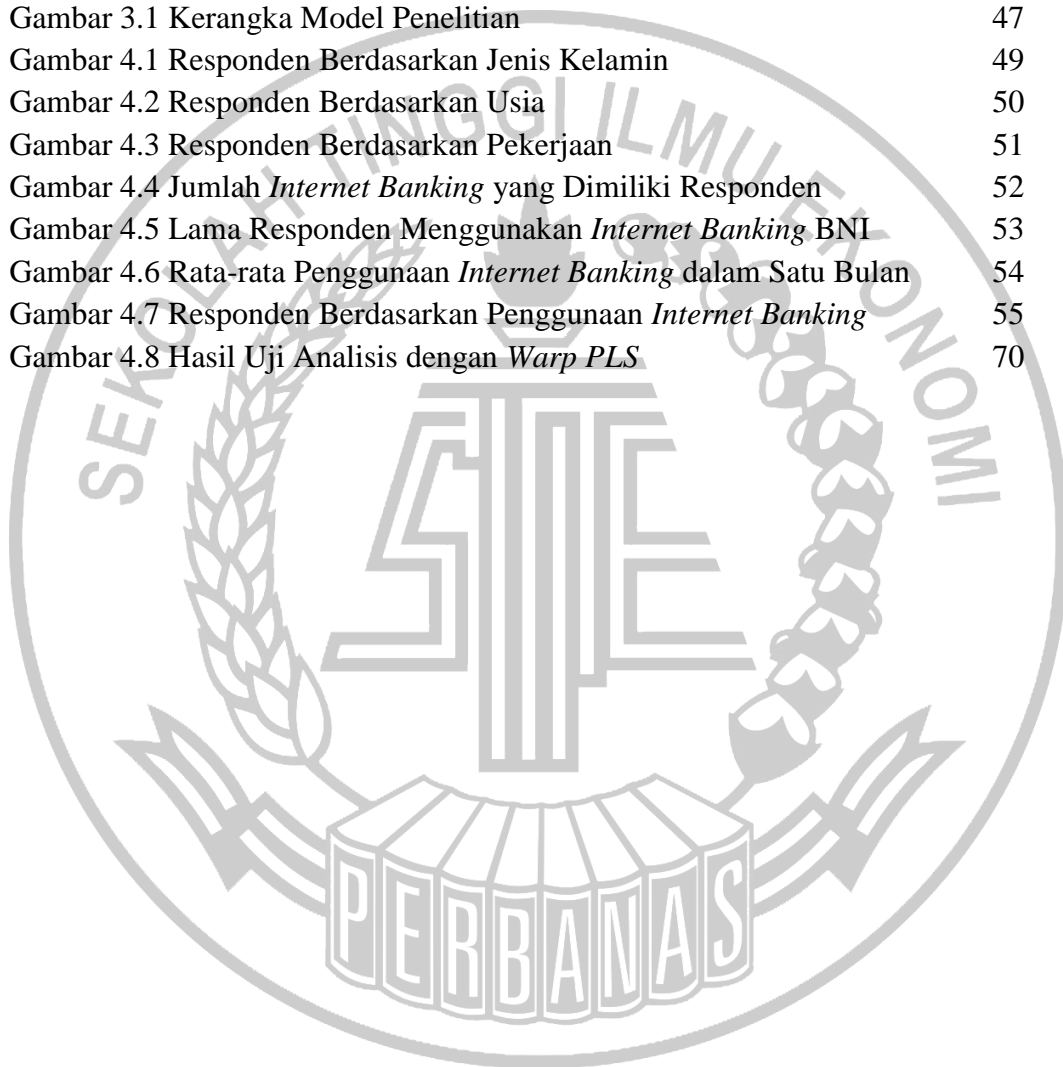 Gambar 3.1 Kerangka Model Penelitian 47
Gambar 4.1 Responden Berdasarkan Jenis Kelamin 49
Gambar 4.2 Responden Berdasarkan Usia 50
Gambar 4.3 Responden Berdasarkan Pekerjaan 51
Gambar 4.4 Jumlah Internet Banking yang Dimiliki Responden 52
Gambar 4.5 Lama Responden Menggunakan Internet Banking BNI 53
Gambar 4.6 Rata-rata Penggunaan Internet Banking dalam Satu Bulan 54
Gambar 4.7 Responden Berdasarkan Penggunaan Internet Banking 55
Gambar 4.8 Hasil Uji Analisis dengan Warp PLS 70
SEKOLAH TINGGI ILMU EKONOMI
STIE
PERBANAS